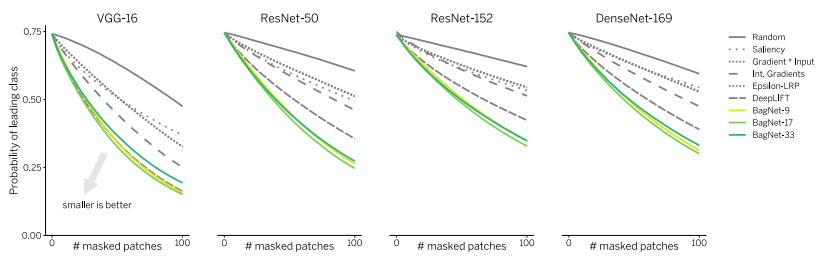 VGG-16
ResNet-50
ResNet-152
DenseNet-169
Probability of leading class
0.75
0.50
0.25
0.00
smaller is better
0 100
0 100
0 100
0 100
# masked patches
# masked patches
# masked patches
# masked patches
Random
Saliency
Gradient * Input
Int. Gradients
Epsilon-LRP
DeepLIFT
BagNet-9
BagNet-17
BagNet-33